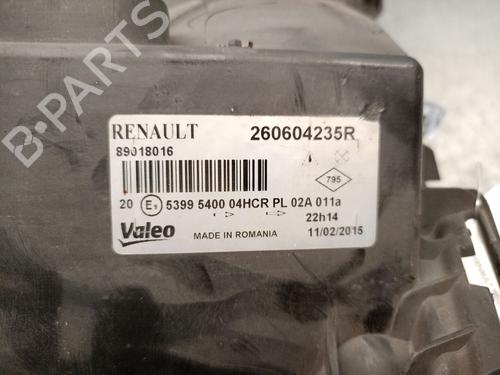 B-PARTS
RENAULT 260604235R
89018016
795
20 E9 5399 5400 04HCR PL 02A 011a
22h14
Valeo MADE IN ROMANIA 11/02/2015